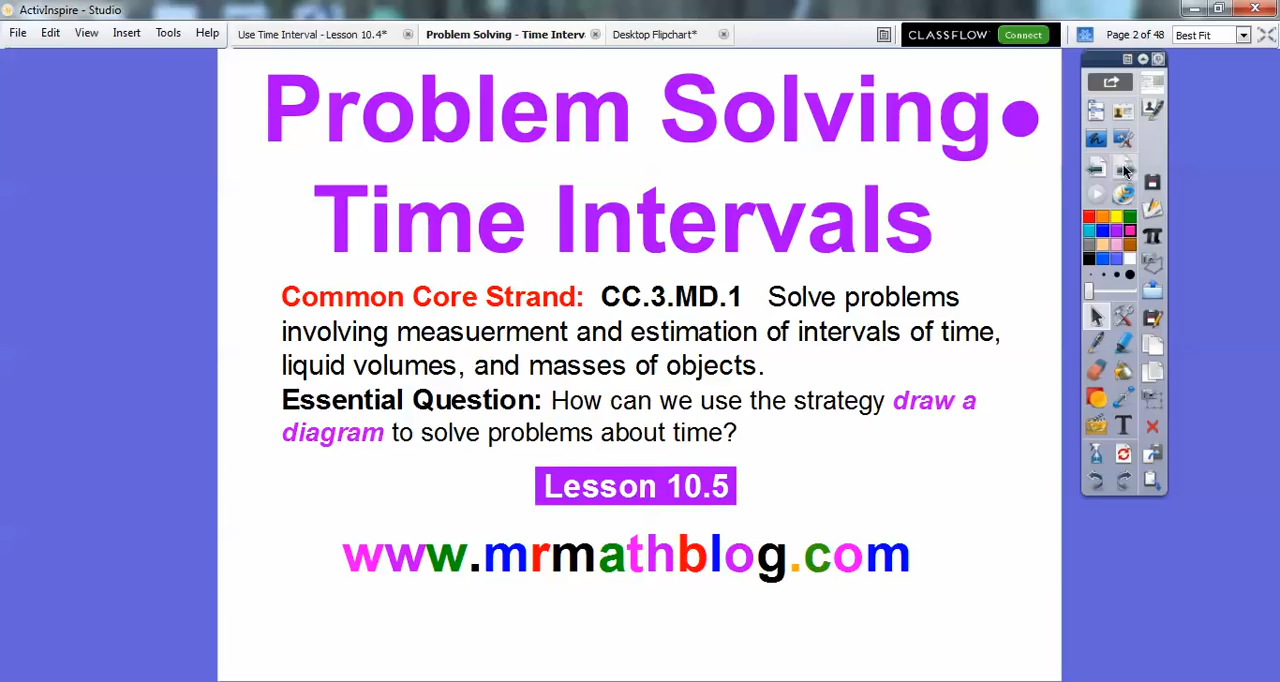 ActivInspire - Studio
File Edit View Insert Tools Help
Use Time Interval - Lesson 10.4* Problem Solving - Time Interv Desktop Flipchart*
CLASSFLOW Connect
Page 2 of 48 Best Fit
Problem Solving•
Time Intervals
Common Core Strand: CC.3.MD.1 Solve problems
involving measuerment and estimation of intervals of time,
liquid volumes, and masses of objects.
Essential Question: How can we use the strategy draw a
diagram to solve problems about time?
Lesson 10.5
www.mrmathblog.com